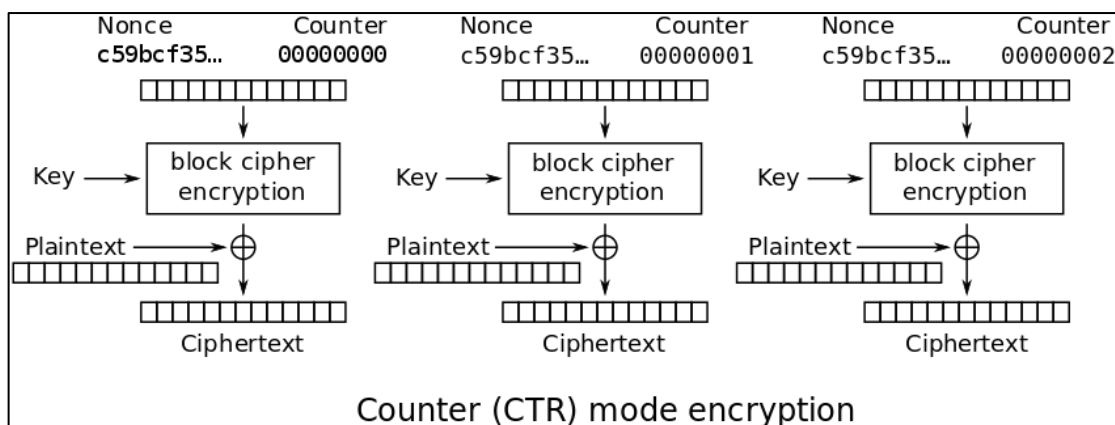 Nonce Counter Nonce Counter Nonce Counter
c59bcf35… 00000000 c59bcf35… 00000001 c59bcf35… 00000002
block cipher encryption block cipher encryption block cipher encryption
Key Key Key
Plaintext Plaintext Plaintext
Ciphertext Ciphertext Ciphertext
Counter (CTR) mode encryption